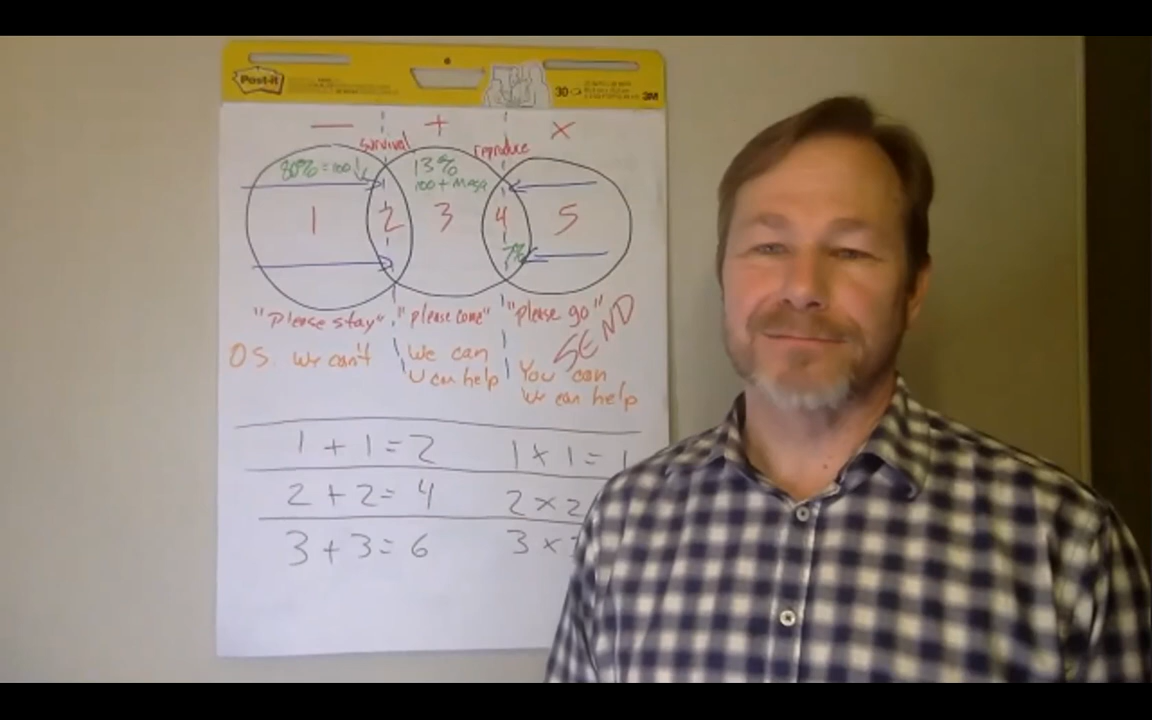 Post-it
30
3M
— + ×
survival reproduce
80% = 100↓ 13%
100 + mega
1 2 3 4 5
7%
"please stay" "please come" "please go"
SEND
O.S. we can't We can
U can help You can
We can help
1 + 1 = 2 1 × 1 = 1
2 + 2 = 4 2 × 2
3 + 3 = 6 3 ×